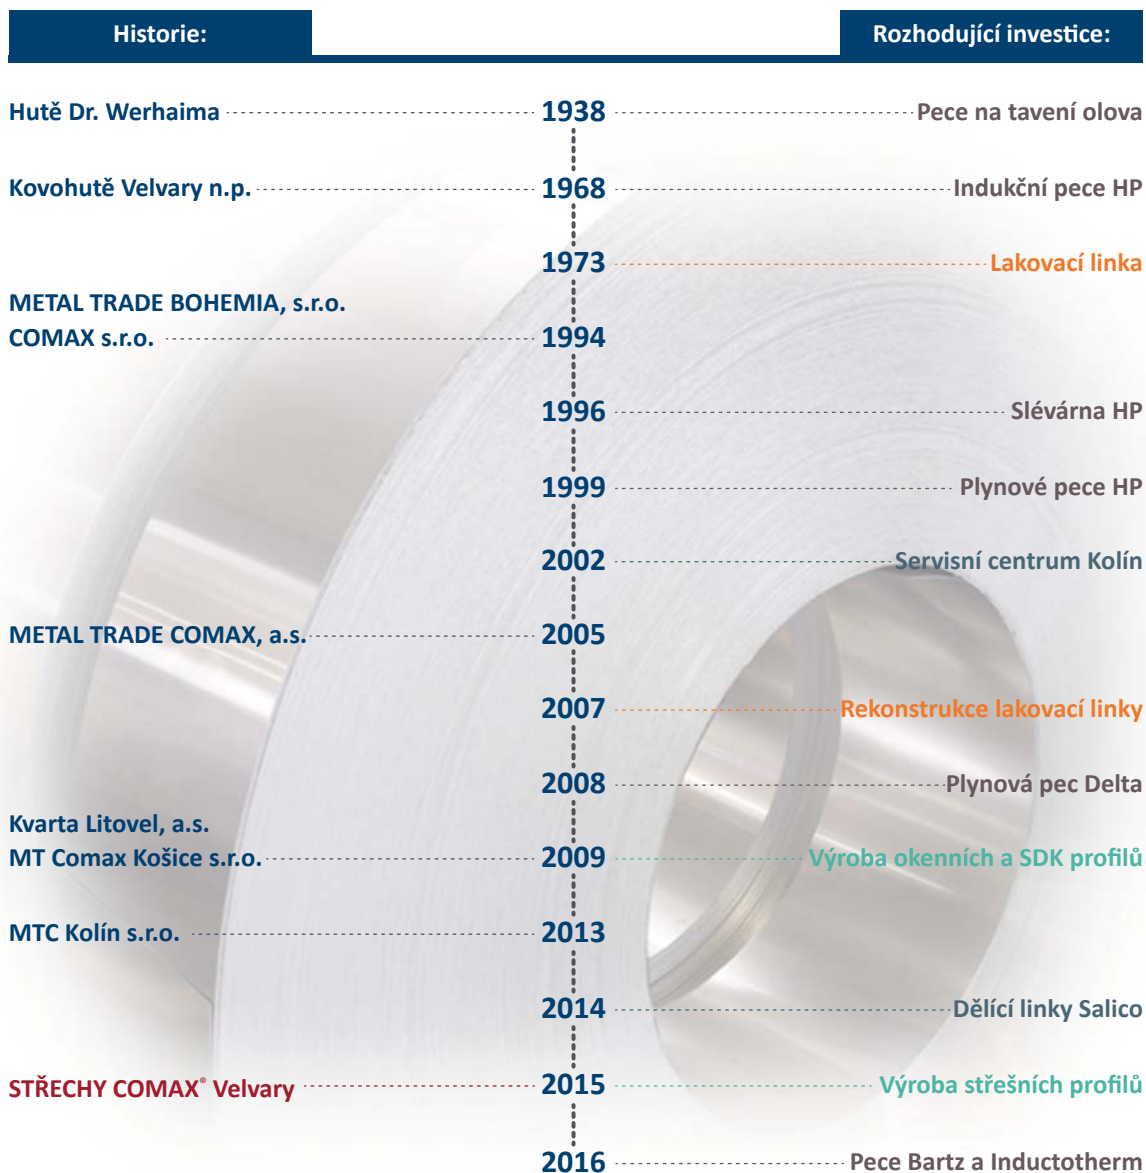 Historie:
Rozhodující investice:
Hutě Dr. Werhaima 1938 Pece na tavení olova
Kovohutě Velvary n.p. 1968 Indukční pece HP
1973 Lakovací linka
METAL TRADE BOHEMIA, s.r.o.
COMAX s.r.o. 1994
1996 Slévárna HP
1999 Plynové pece HP
2002 Servisní centrum Kolín
METAL TRADE COMAX, a.s. 2005
2007 Rekonstrukce lakovací linky
2008 Plynová pec Delta
Kvarta Litovel, a.s.
MT Comax Košice s.r.o. 2009 Výroba okenních a SDK profilů
MTC Kolín s.r.o. 2013
2014 Dělící linky Salico
STŘECHY COMAX® Velvary 2015 Výroba střešních profilů
2016 Pece Bartz a Inductotherm